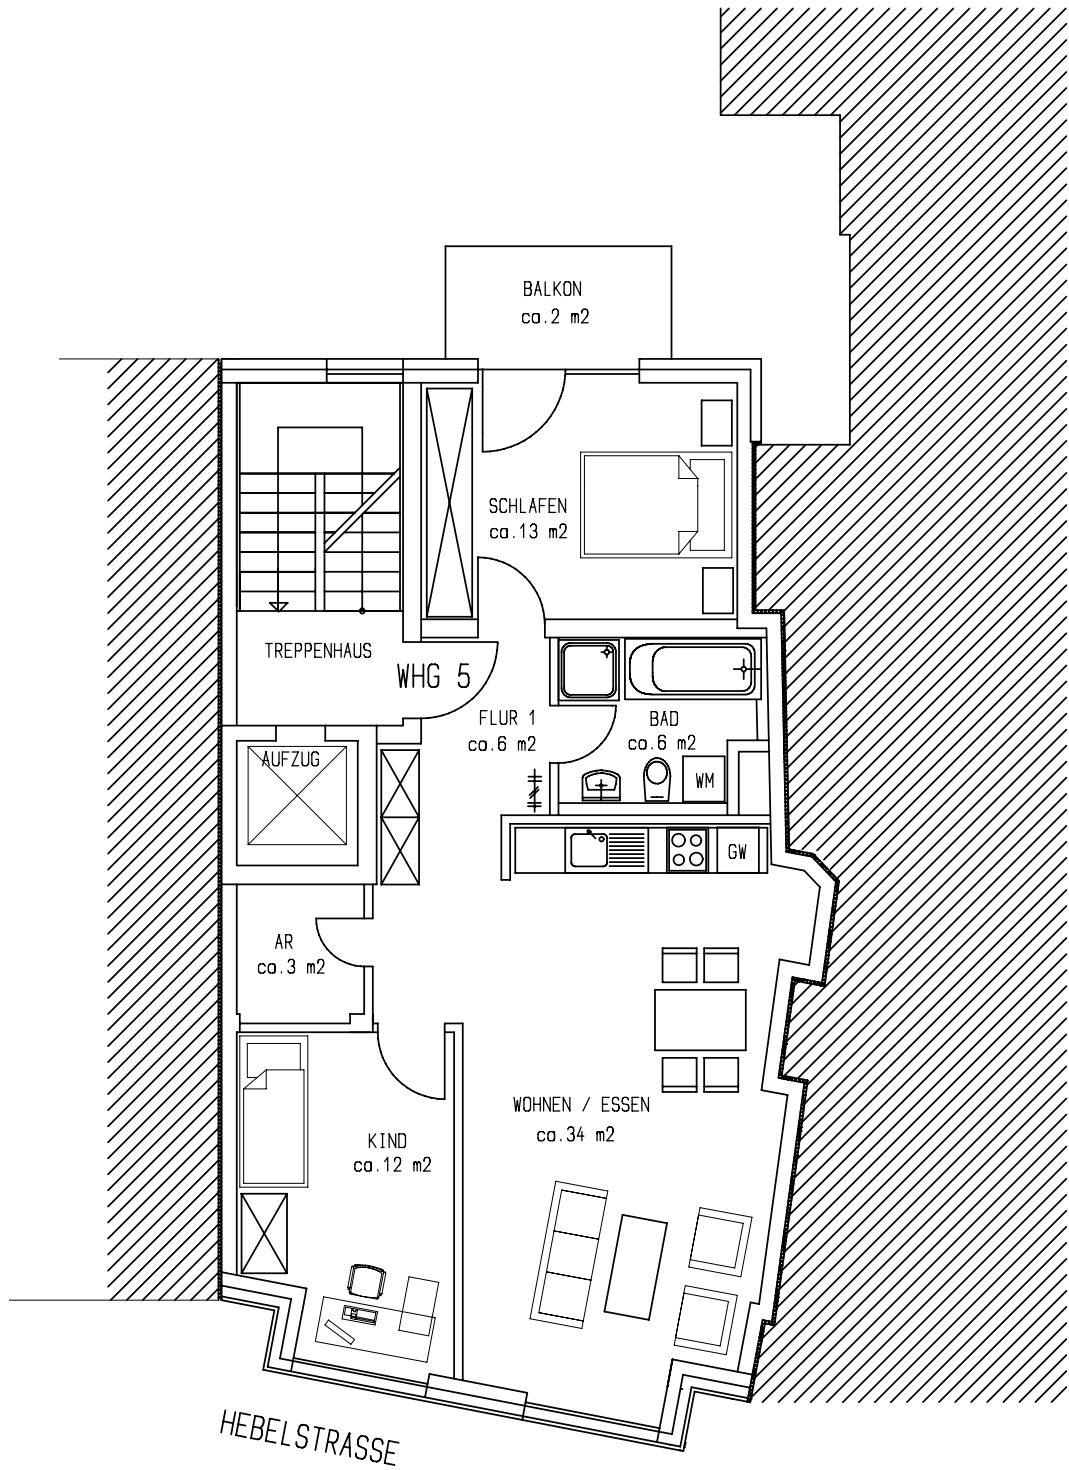 BALKON
ca.2 m2
SCHLAFEN
ca.13 m2
TREPPENHAUS
WHG 5
FLUR 1
ca.6 m2
BAD
ca.6 m2
AUFZUG
WM
GW
AR
ca.3 m2
WOHNEN / ESSEN
ca.34 m2
KIND
ca.12 m2
HEBELSTRASSE